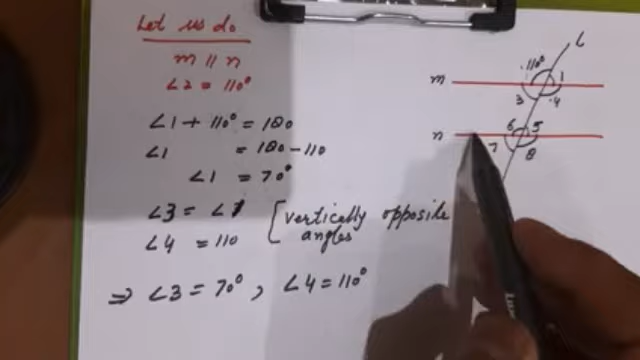 Let us do
m || n
∠2 = 110°
∠1 + 110° = 180
∠1 = 180 - 110
∠1 = 70°
∠3 = ∠1 [vertically opposite
∠4 = 110 angles
⇒ ∠3 = 70°, ∠4 = 110°
l
110° 1
m
3 4
6 5
n
7 8